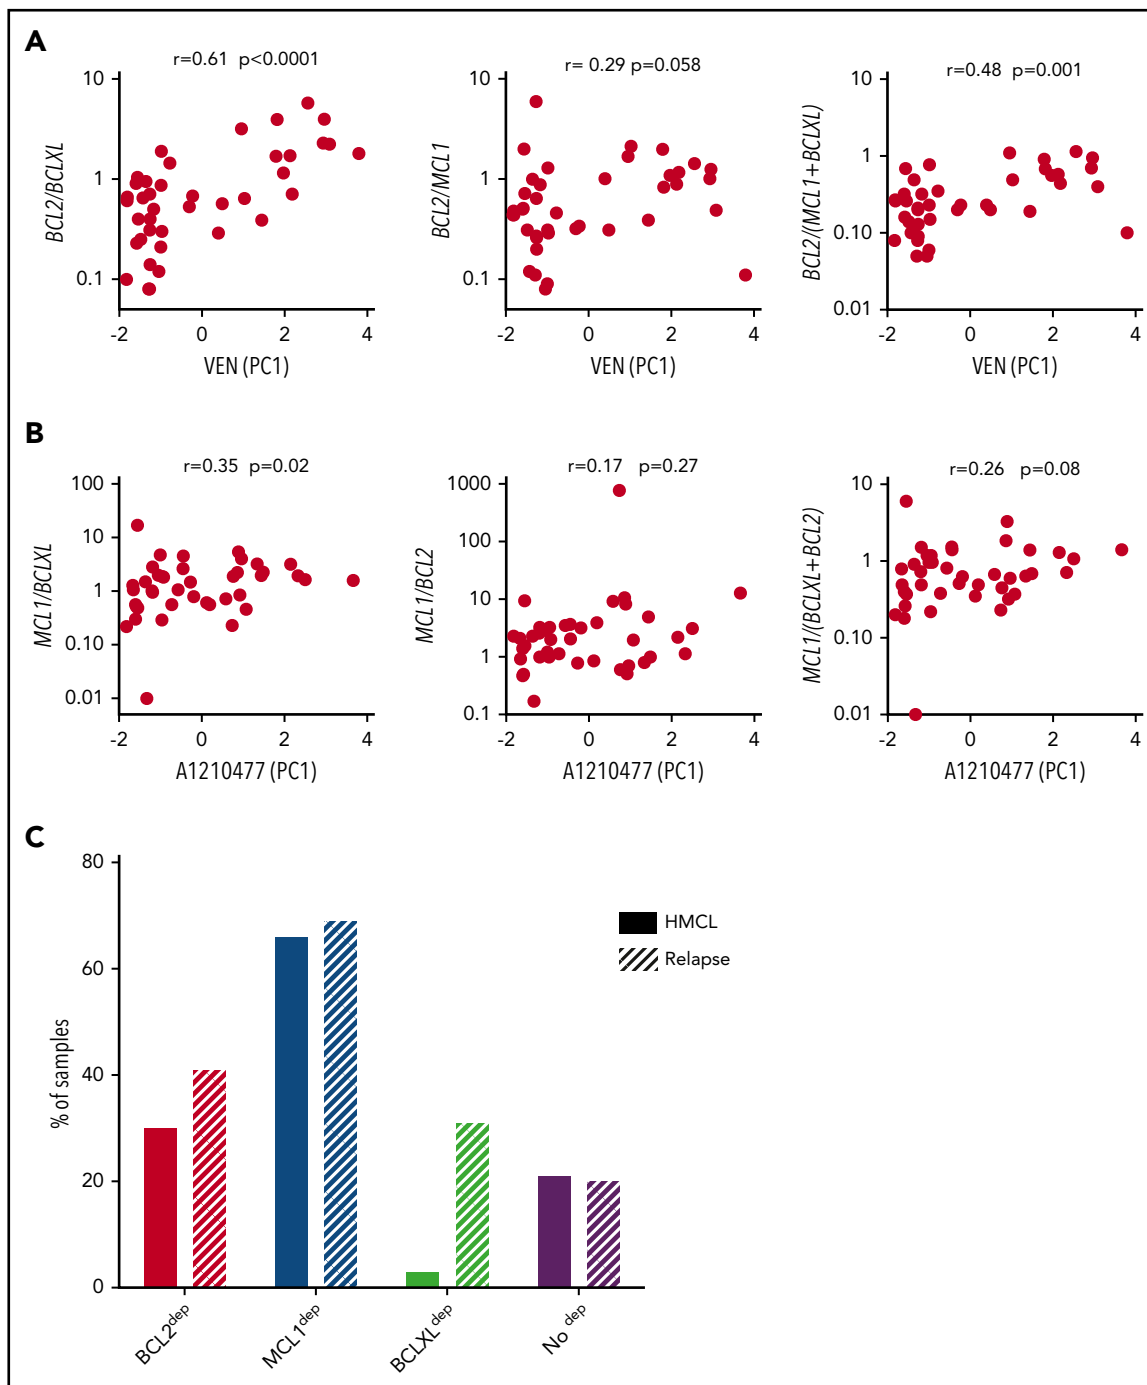 A
r=0.61 p<0.0001
10
1
0.1
-2 0 2 4
BCL2/BCLXL
VEN (PC1)
r= 0.29 p=0.058
10
1
0.1
-2 0 2 4
BCL2/MCL1
VEN (PC1)
r=0.48 p=0.001
10
1
0.10
0.01
-2 0 2 4
BCL2/(MCL1+BCLXL)
VEN (PC1)
B
r=0.35 p=0.02
100
10
1
0.10
0.01
-2 0 2 4
MCL1/BCLXL
A1210477 (PC1)
r=0.17 p=0.27
1000
100
10
1
0.1
-2 0 2 4
MCL1/BCL2
A1210477 (PC1)
r=0.26 p=0.08
10
1
0.10
0.01
-2 0 2 4
MCL1/(BCLXL+BCL2)
A1210477 (PC1)
C
80
60
40
20
0
% of samples
HMCL
Relapse
BCL2dep
MCL1dep
BCLXLdep
No dep